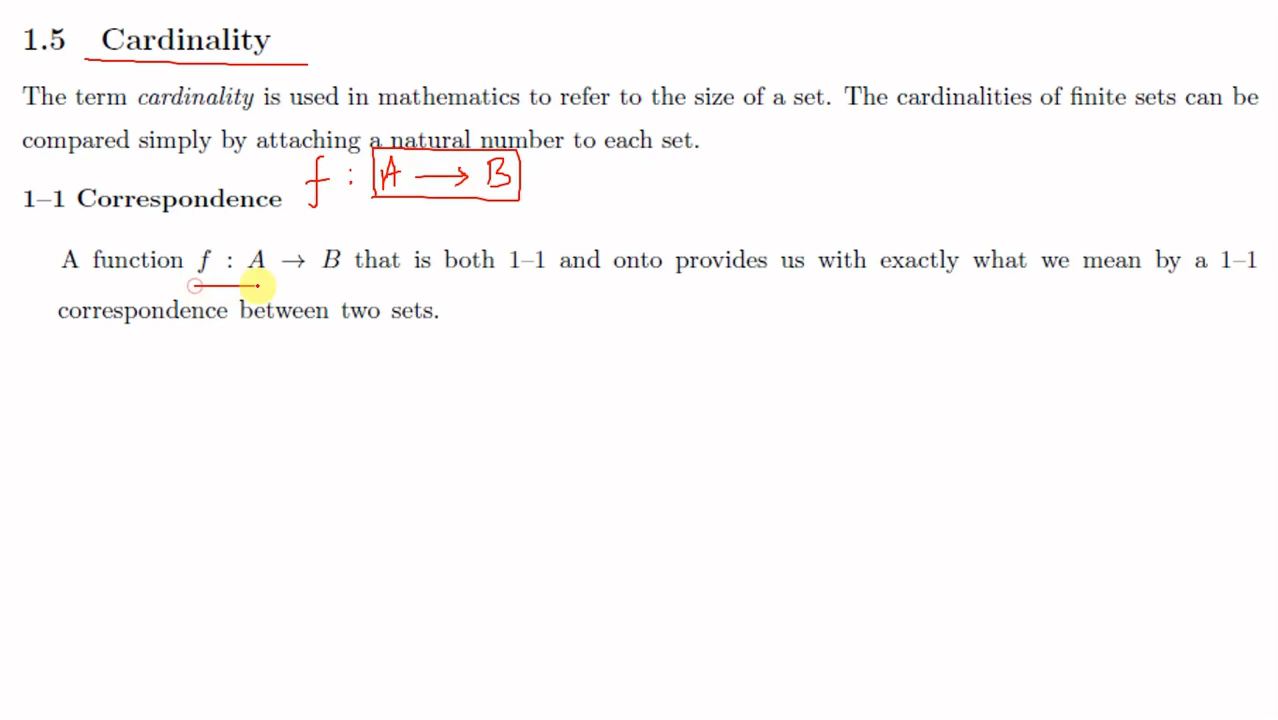 1.5 Cardinality
The term cardinality is used in mathematics to refer to the size of a set. The cardinalities of finite sets can be
compared simply by attaching a natural number to each set.
f : A → B
1–1 Correspondence
A function f : A → B that is both 1–1 and onto provides us with exactly what we mean by a 1–1
correspondence between two sets.